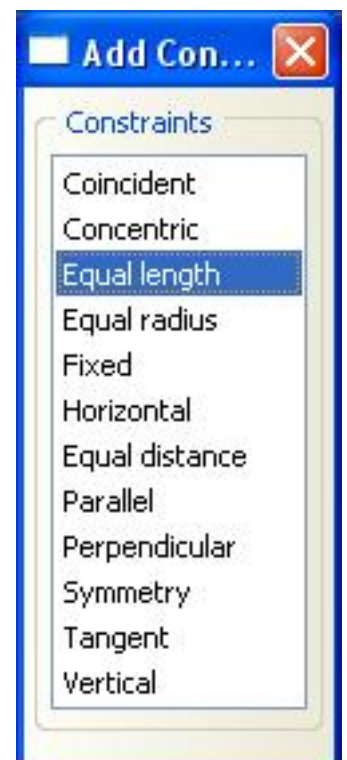 Add Con...
Constraints
Coincident
Concentric
Equal length
Equal radius
Fixed
Horizontal
Equal distance
Parallel
Perpendicular
Symmetry
Tangent
Vertical